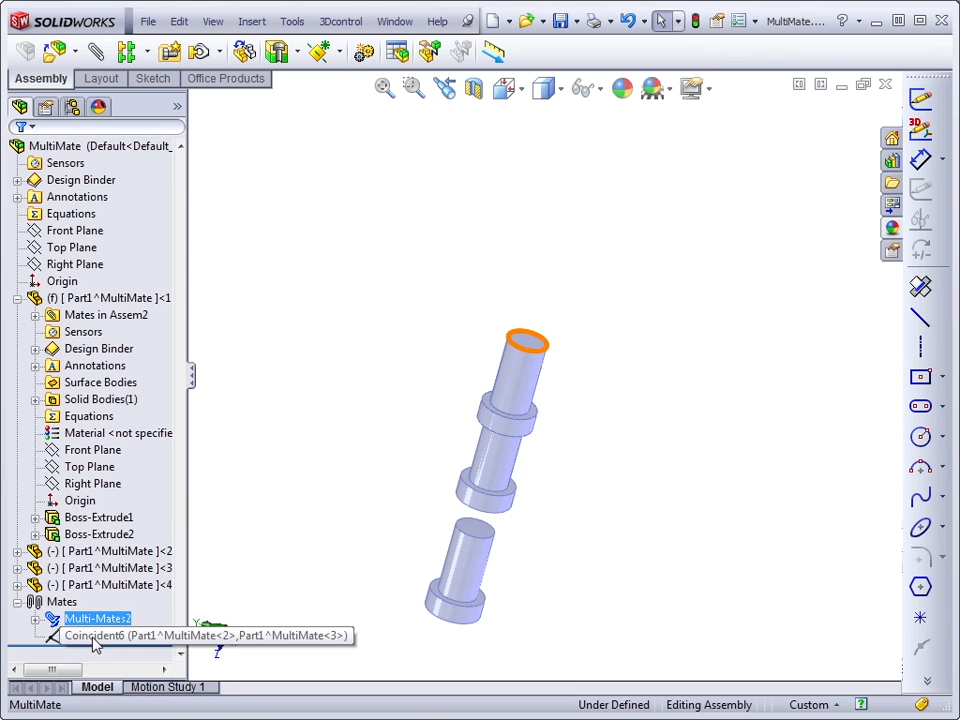 SOLIDWORKS File Edit View Insert Tools 3Dcontrol Window Help MultiMate.... ?
Assembly Layout Sketch Office Products
3D
MultiMate (Default<Default_
Sensors
Design Binder
Annotations
Equations
Front Plane
Top Plane
Right Plane
Origin
(f) [ Part1^MultiMate ]<1
Mates in Assem2
Sensors
Design Binder
Annotations
Surface Bodies
Solid Bodies(1)
Equations
Material <not specifie
Front Plane
Top Plane
Right Plane
Origin
Boss-Extrude1
Boss-Extrude2
(-) [ Part1^MultiMate ]<2
(-) [ Part1^MultiMate ]<3
(-) [ Part1^MultiMate ]<4
Mates
Multi-Mates2
Coincident6 (Part1^MultiMate<2>,Part1^MultiMate<3>)
Y
Z
Model Motion Study 1
MultiMate Under Defined Editing Assembly Custom ?